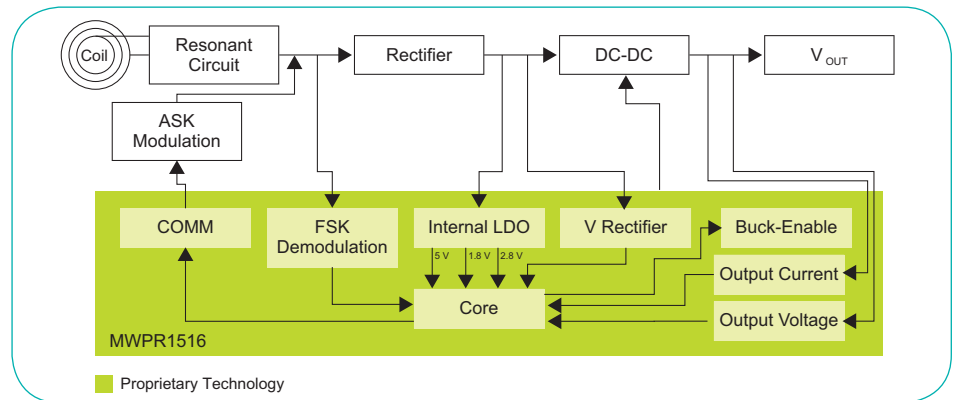 Coil
Resonant
Circuit
Rectifier
DC-DC
V OUT
ASK
Modulation
COMM
FSK
Demodulation
Internal LDO
V Rectifier
Buck-Enable
5 V
1.8 V
2.8 V
Output Current
Core
Output Voltage
MWPR1516
Proprietary Technology